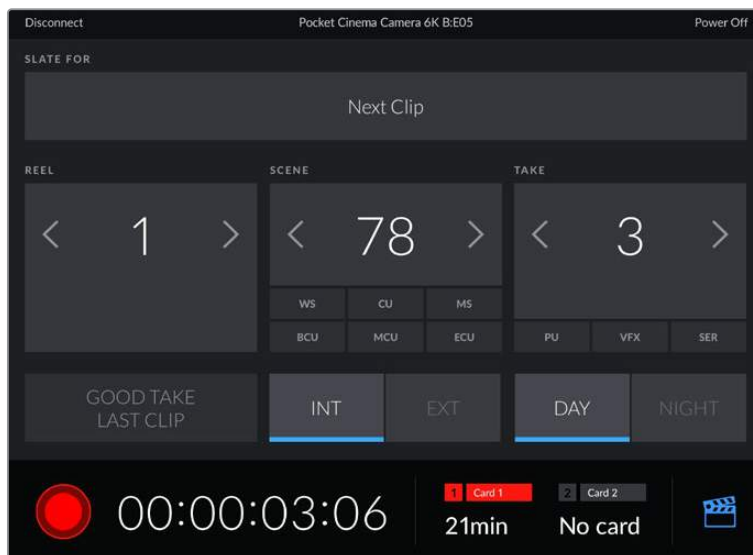 Disconnect Pocket Cinema Camera 6K B:E05 Power Off
SLATE FOR
Next Clip
REEL SCENE TAKE
1 78 3
WS CU MS
BCU MCU ECU PU VFX SER
GOOD TAKE
LAST CLIP
INT EXT DAY NIGHT
00:00:03:06
1 Card 1 2 Card 2
21min No card